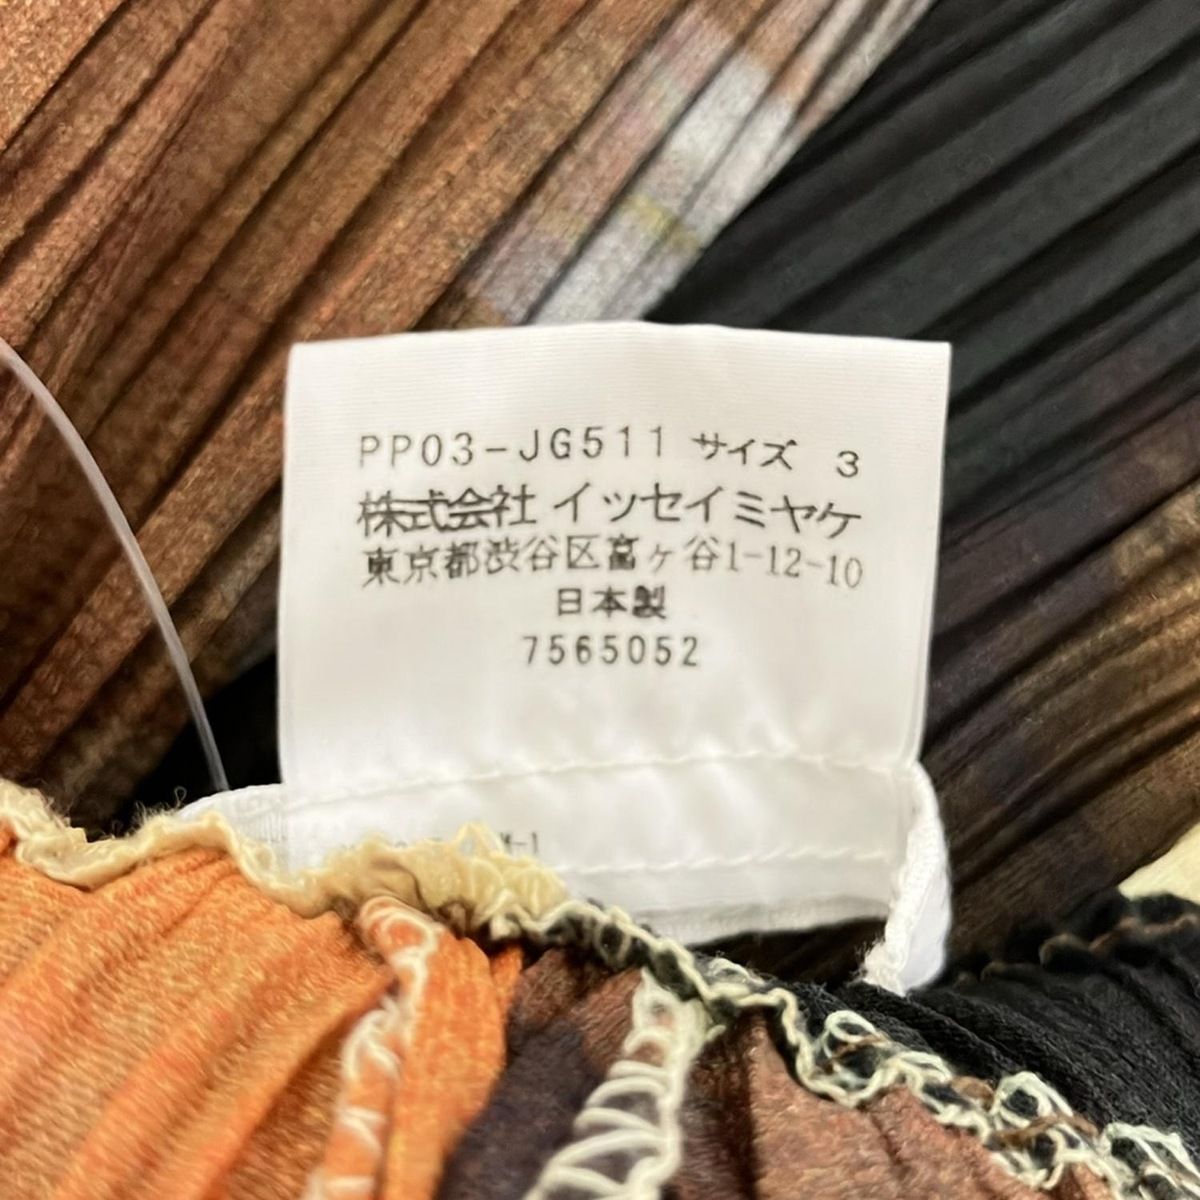 PP03-JG511 サイズ 3
株式会社 イッセイミヤケ
東京都渋谷区富ヶ谷1-12-10
日本製
7565052
M-1